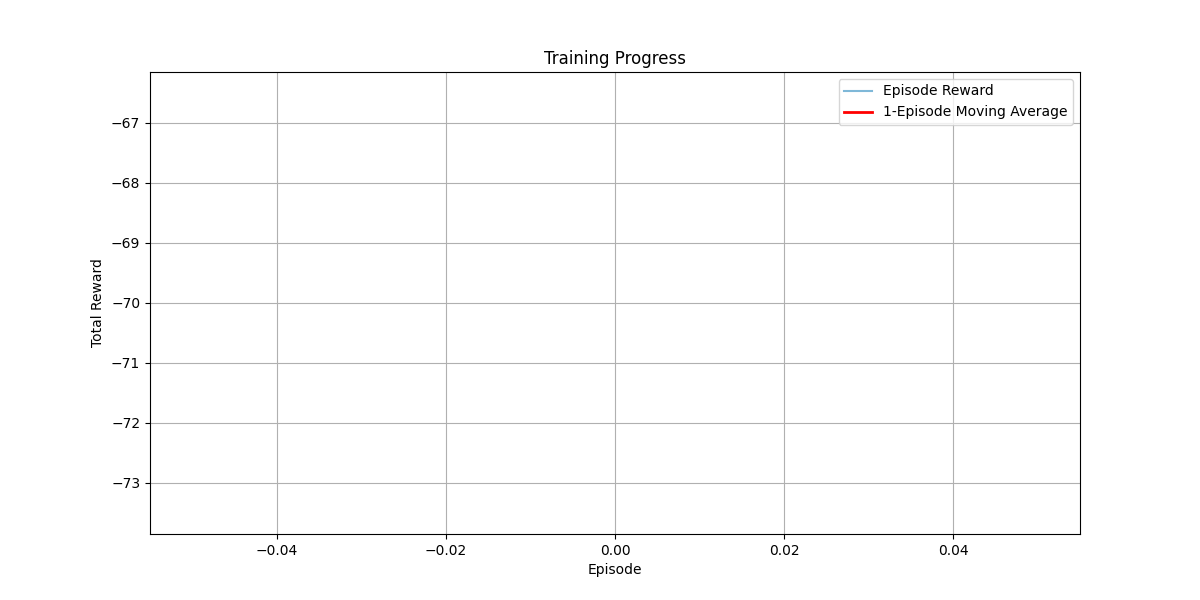 Training Progress
Episode Reward
1-Episode Moving Average
−67
−68
−69
−70
−71
−72
−73
Total Reward
−0.04
−0.02
0.00
0.02
0.04
Episode